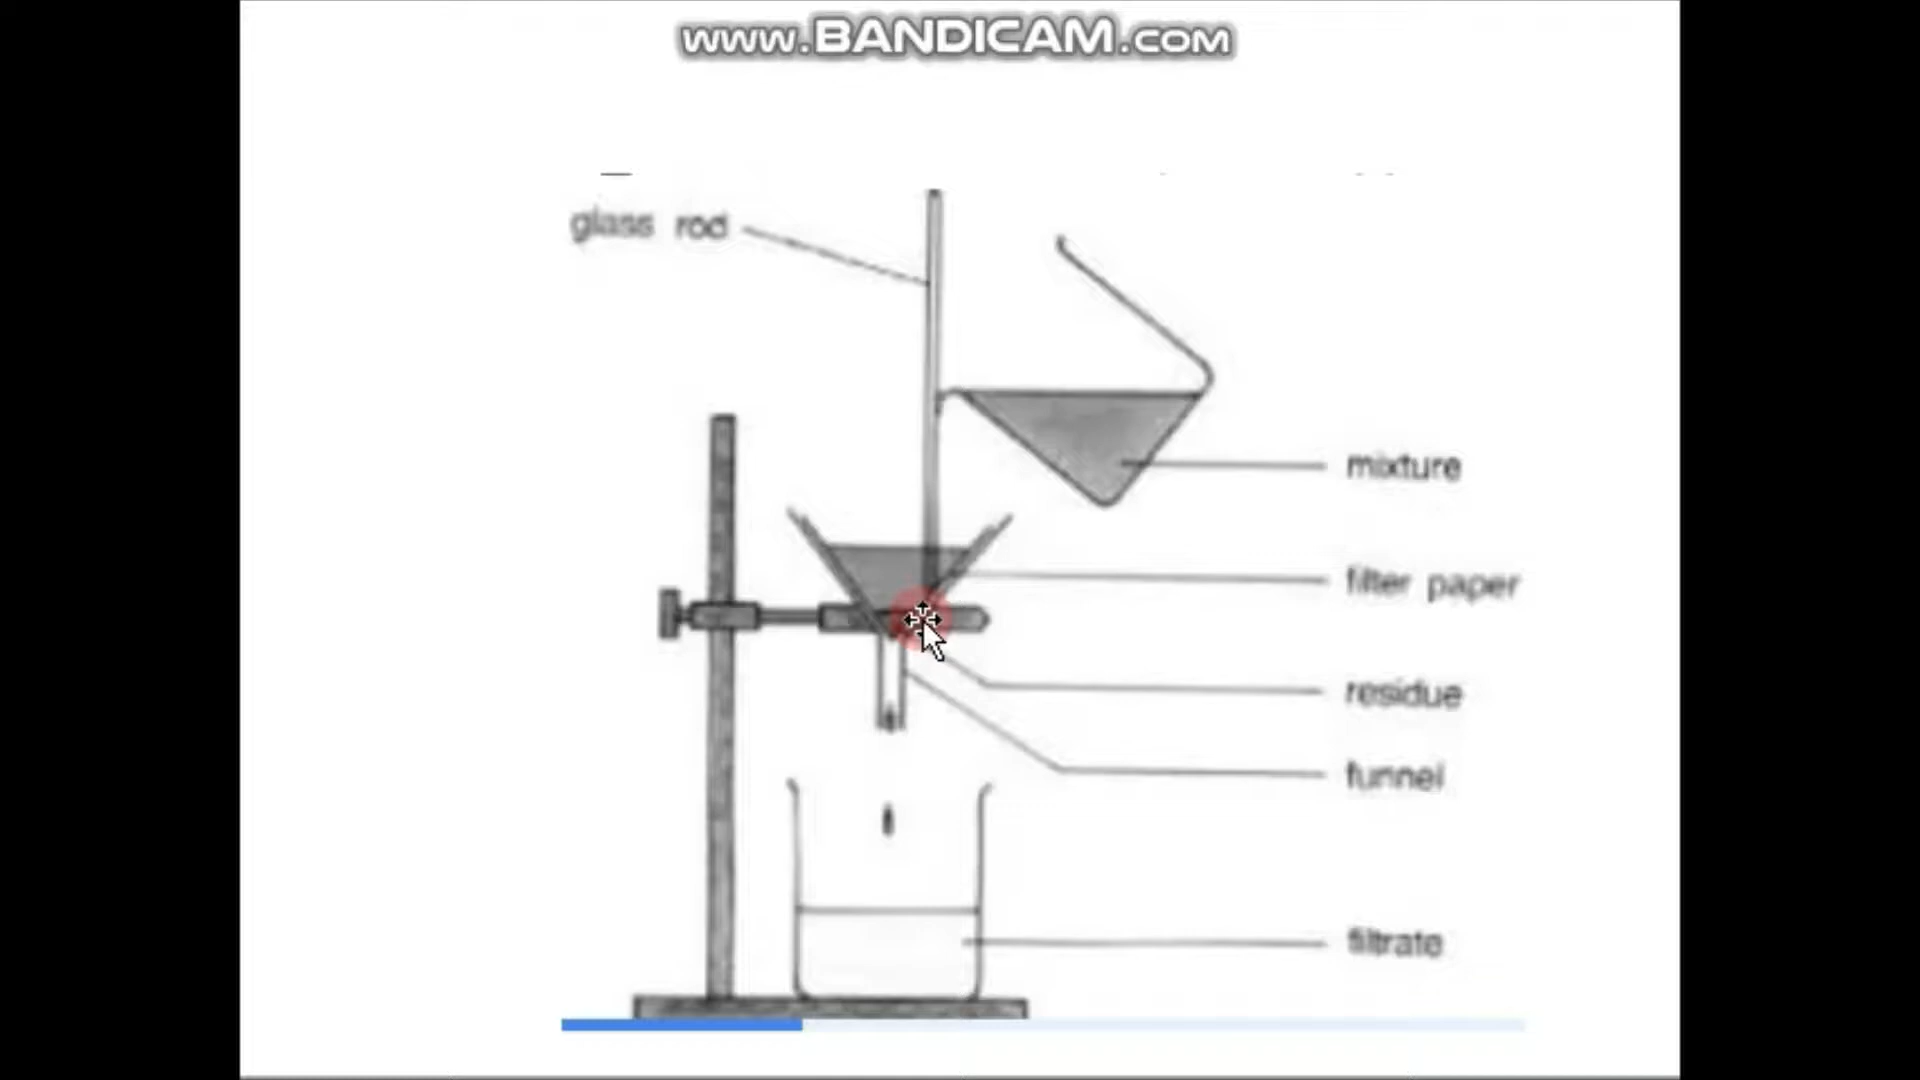 www.BANDICAM.com
glass rod
mixture
filter paper
residue
funnel
filtrate